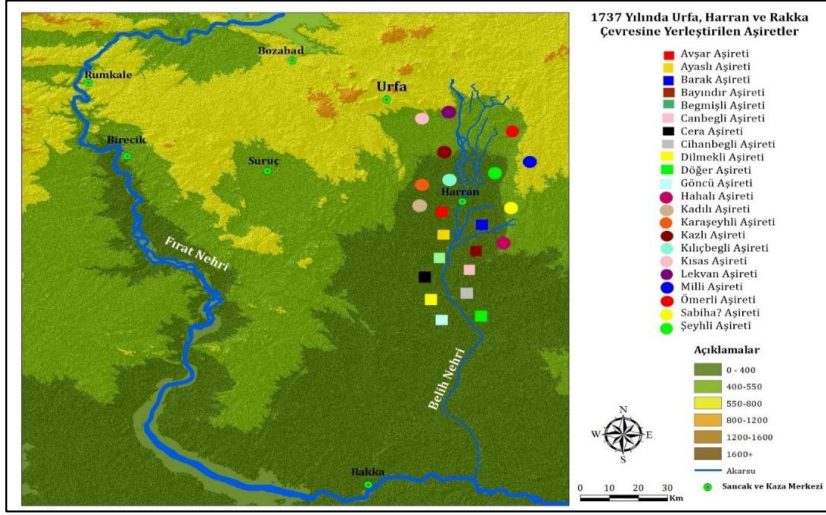 1737 Yılında Urfa, Harran ve Rakka
Çevresine Yerleştirilen Aşiretler
Bozabad
Rumkale
Urfa
Birecik
Suruç
Harran
Fırat Nehri
Belih Nehri
Rakka
Avşar Aşireti
Ayaslı Aşireti
Barak Aşireti
Bayındır Aşireti
Begmişli Aşireti
Canbegli Aşireti
Cera Aşireti
Cihanbegli Aşireti
Dilmekli Aşireti
Döğer Aşireti
Göncü Aşireti
Hahalı Aşireti
Kadılı Aşireti
Karaşeyhli Aşireti
Kazlı Aşireti
Kılıçbegli Aşireti
Kısas Aşireti
Lekvan Aşireti
Milli Aşireti
Ömerli Aşireti
Sabiha? Aşireti
Şeyhli Aşireti
Açıklamalar
0 - 400
400-550
550-800
800-1200
1200-1600
1600+
Akarsu
Sancak ve Kaza Merkezi
N
W E
S
0 10 20 30
Km